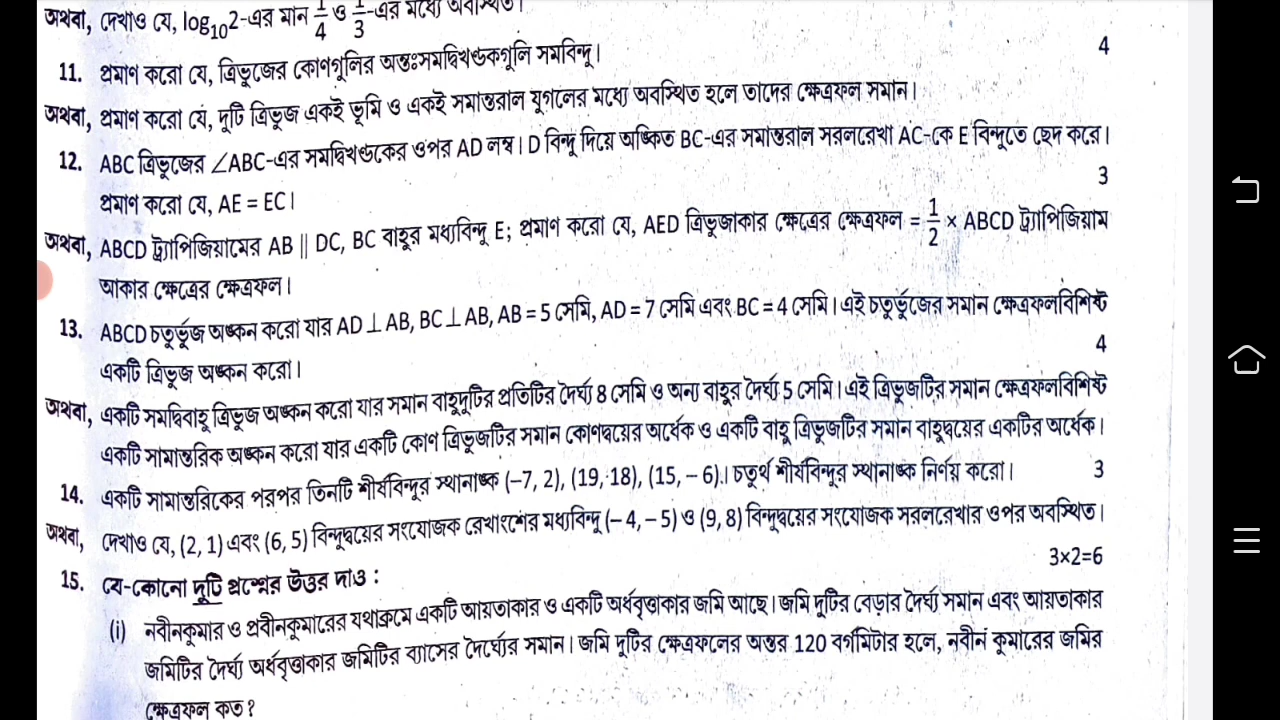 অথবা, দেখাও যে, log₁₀2-এর মান 1/4 ও 1/3-এর মধ্যে অবস্থিত।
4
11. প্রমাণ করো যে, ত্রিভুজের কোণগুলির অন্তঃসমদ্বিখণ্ডকগুলি সমবিন্দু।
অথবা, প্রমাণ করো যে, দুটি ত্রিভুজ একই ভূমি ও একই সমান্তরাল যুগলের মধ্যে অবস্থিত হলে তাদের ক্ষেত্রফল সমান।
12. ABC ত্রিভুজের ∠ABC-এর সমদ্বিখণ্ডকের ওপর AD লম্ব। D বিন্দু দিয়ে অঙ্কিত BC-এর সমান্তরাল সরলরেখা AC-কে E বিন্দুতে ছেদ করে।
প্রমাণ করো যে, AE = EC।
3
অথবা, ABCD ট্র্যাপিজিয়ামের AB || DC, BC বাহুর মধ্যবিন্দু E; প্রমাণ করো যে, AED ত্রিভুজাকার ক্ষেত্রের ক্ষেত্রফল = 1/2 × ABCD ট্র্যাপিজিয়াম
আকার ক্ষেত্রের ক্ষেত্রফল।
13. ABCD চতুর্ভুজ অঙ্কন করো যার AD ⊥ AB, BC ⊥ AB, AB = 5 সেমি, AD = 7 সেমি এবং BC = 4 সেমি। এই চতুর্ভুজের সমান ক্ষেত্রফলবিশিষ্ট
একটি ত্রিভুজ অঙ্কন করো।
4
অথবা, একটি সমদ্বিবাহু ত্রিভুজ অঙ্কন করো যার সমান বাহুদুটির প্রতিটির দৈর্ঘ্য 8 সেমি ও অন্য বাহুর দৈর্ঘ্য 5 সেমি। এই ত্রিভুজটির সমান ক্ষেত্রফলবিশিষ্ট
একটি সামান্তরিক অঙ্কন করো যার একটি কোণ ত্রিভুজটির সমান কোণদ্বয়ের অর্ধেক ও একটি বাহু ত্রিভুজটির সমান বাহুদ্বয়ের একটির অর্ধেক।
14. একটি সামান্তরিকের পরপর তিনটি শীর্ষবিন্দুর স্থানাঙ্ক (−7, 2), (19, 18), (15, − 6)। চতুর্থ শীর্ষবিন্দুর স্থানাঙ্ক নির্ণয় করো। 3
অথবা, দেখাও যে, (2, 1) এবং (6, 5) বিন্দুদ্বয়ের সংযোজক রেখাংশের মধ্যবিন্দু (− 4, − 5) ও (9, 8) বিন্দুদ্বয়ের সংযোজক সরলরেখার ওপর অবস্থিত।
15. যে-কোনো দুটি প্রশ্নের উত্তর দাও : 3×2=6
(i) নবীনকুমার ও প্রবীনকুমারের যথাক্রমে একটি আয়তাকার ও একটি অর্ধবৃত্তাকার জমি আছে। জমি দুটির বেড়ার দৈর্ঘ্য সমান এবং আয়তাকার
জমিটির দৈর্ঘ্য অর্ধবৃত্তাকার জমিটির ব্যাসের দৈর্ঘ্যের সমান। জমি দুটির ক্ষেত্রফলের অন্তর 120 বর্গমিটার হলে, নবীন কুমারের জমির
ক্ষেত্রফল কত?